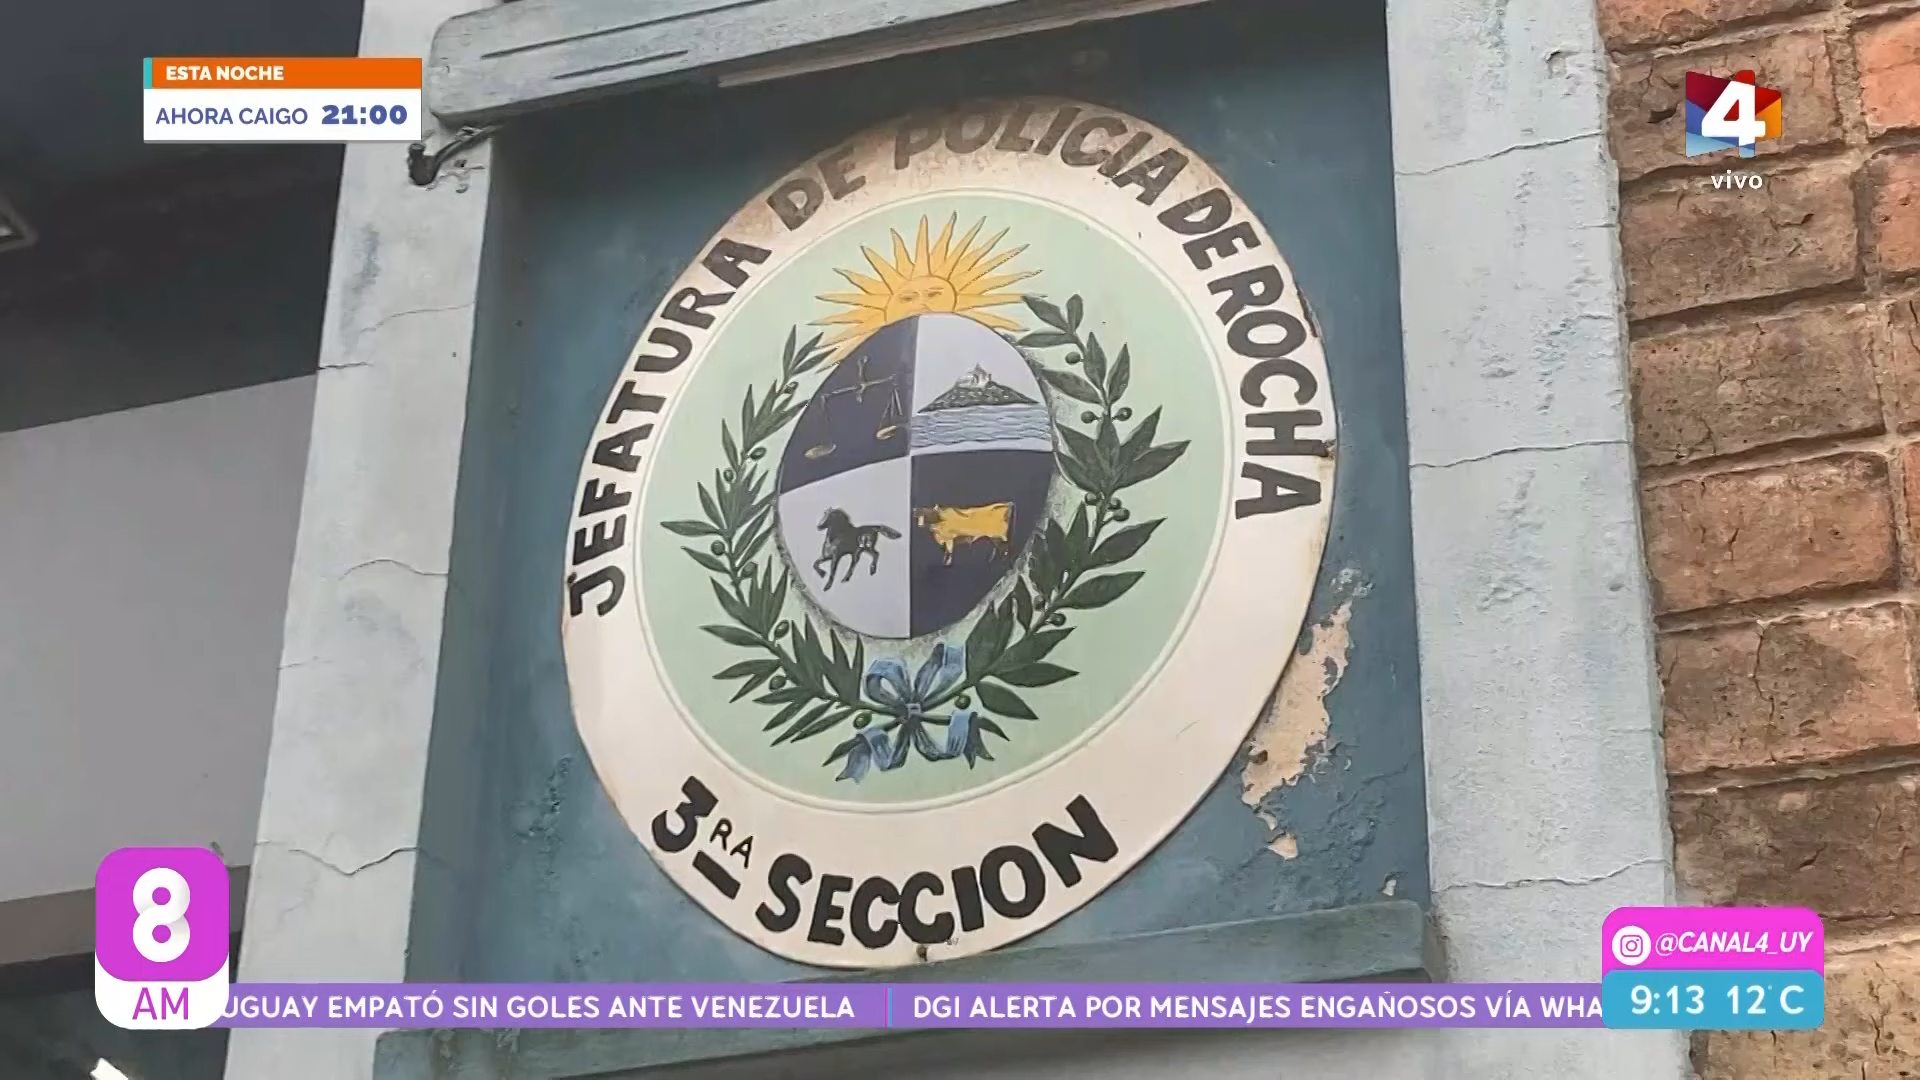 ESTA NOCHE
AHORA CAIGO 21:00
4
vivo
JEFATURA DE POLICIA DE ROCHA
3RA SECCION
8
AM
@CANAL4_UY
UGUAY EMPATÓ SIN GOLES ANTE VENEZUELA
DGI ALERTA POR MENSAJES ENGAÑOSOS VÍA WHA
9:13 12°C